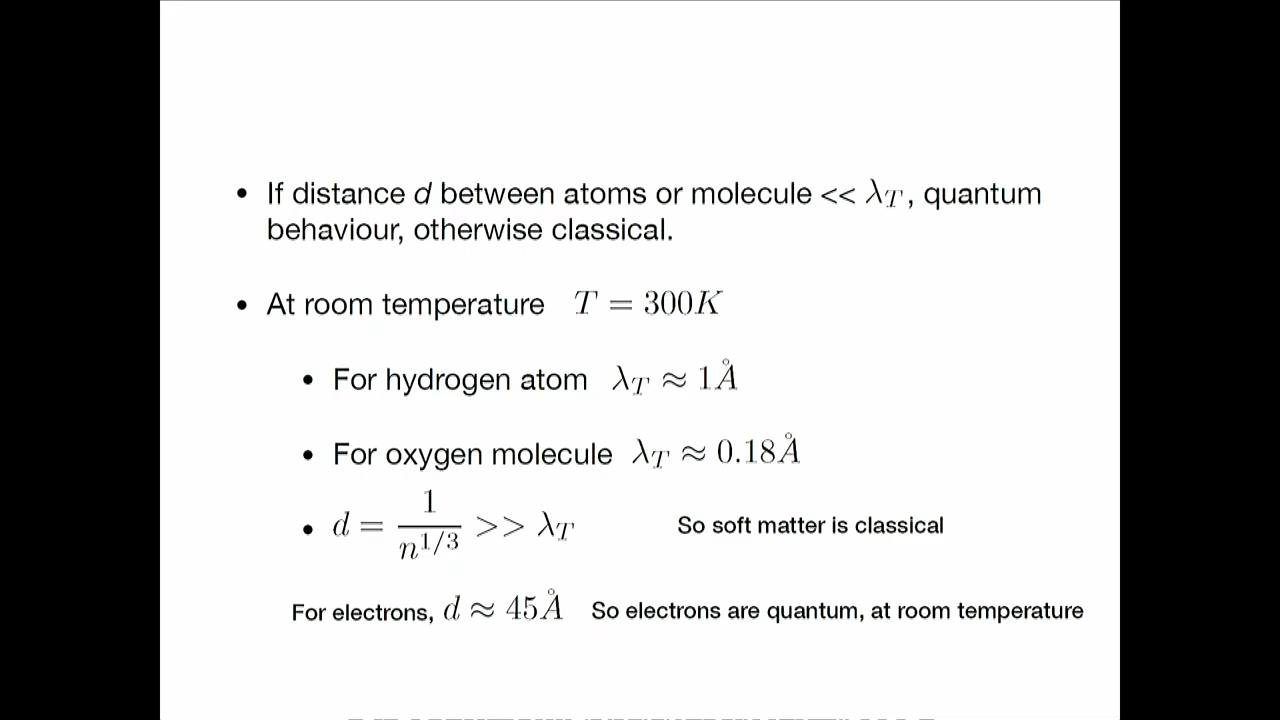 • If distance d between atoms or molecule << λ_T, quantum
behaviour, otherwise classical.
• At room temperature T = 300K
• For hydrogen atom λ_T ≈ 1Å
• For oxygen molecule λ_T ≈ 0.18Å
• d = 1/n^{1/3} >> λ_T So soft matter is classical
For electrons, d ≈ 45Å So electrons are quantum, at room temperature